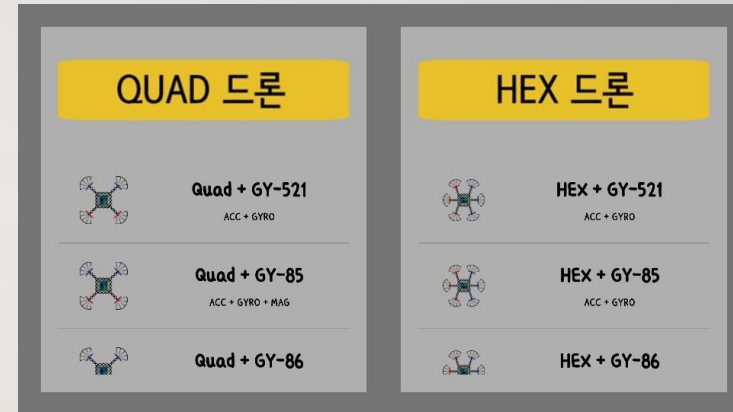 QUAD 드론
Quad + GY-521
ACC + GYRO
Quad + GY-85
ACC + GYRO + MAG
Quad + GY-86
HEX 드론
HEX + GY-521
ACC + GYRO
HEX + GY-85
ACC + GYRO
HEX + GY-86